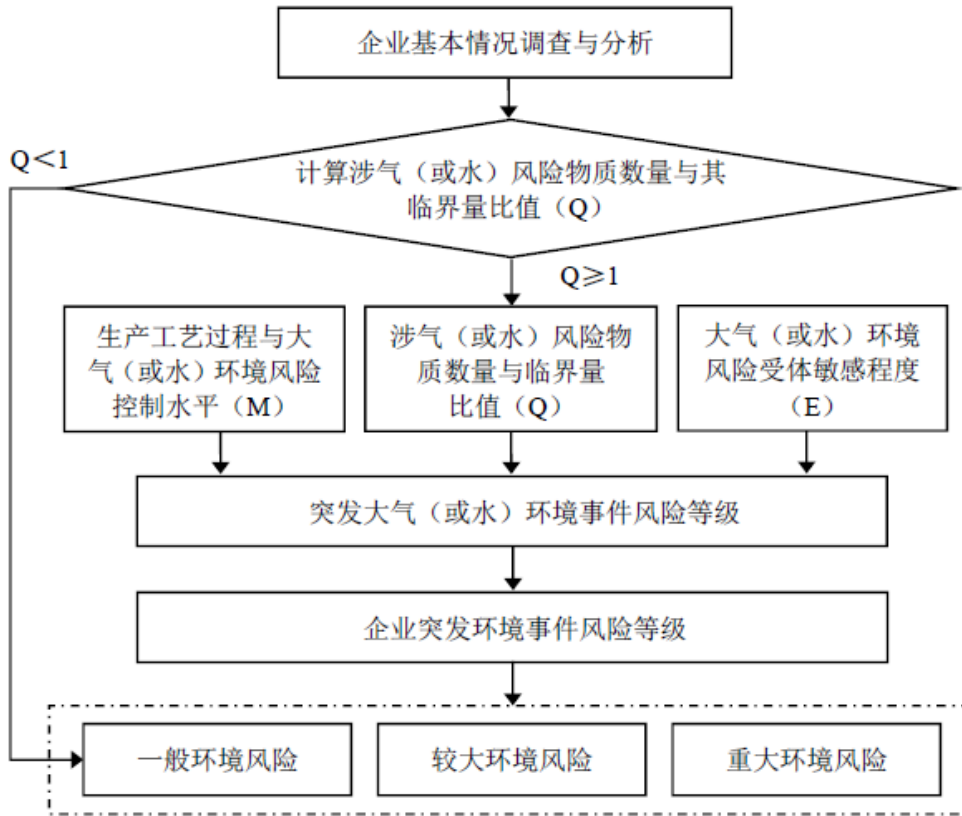 企业基本情况调查与分析
Q＜1
计算涉气（或水）风险物质数量与其
临界量比值（Q）
Q≥1
生产工艺过程与大
气（或水）环境风险
控制水平（M）
涉气（或水）风险物
质数量与临界量
比值（Q）
大气（或水）环境
风险受体敏感程度
（E）
突发大气（或水）环境事件风险等级
企业突发环境事件风险等级
一般环境风险
较大环境风险
重大环境风险